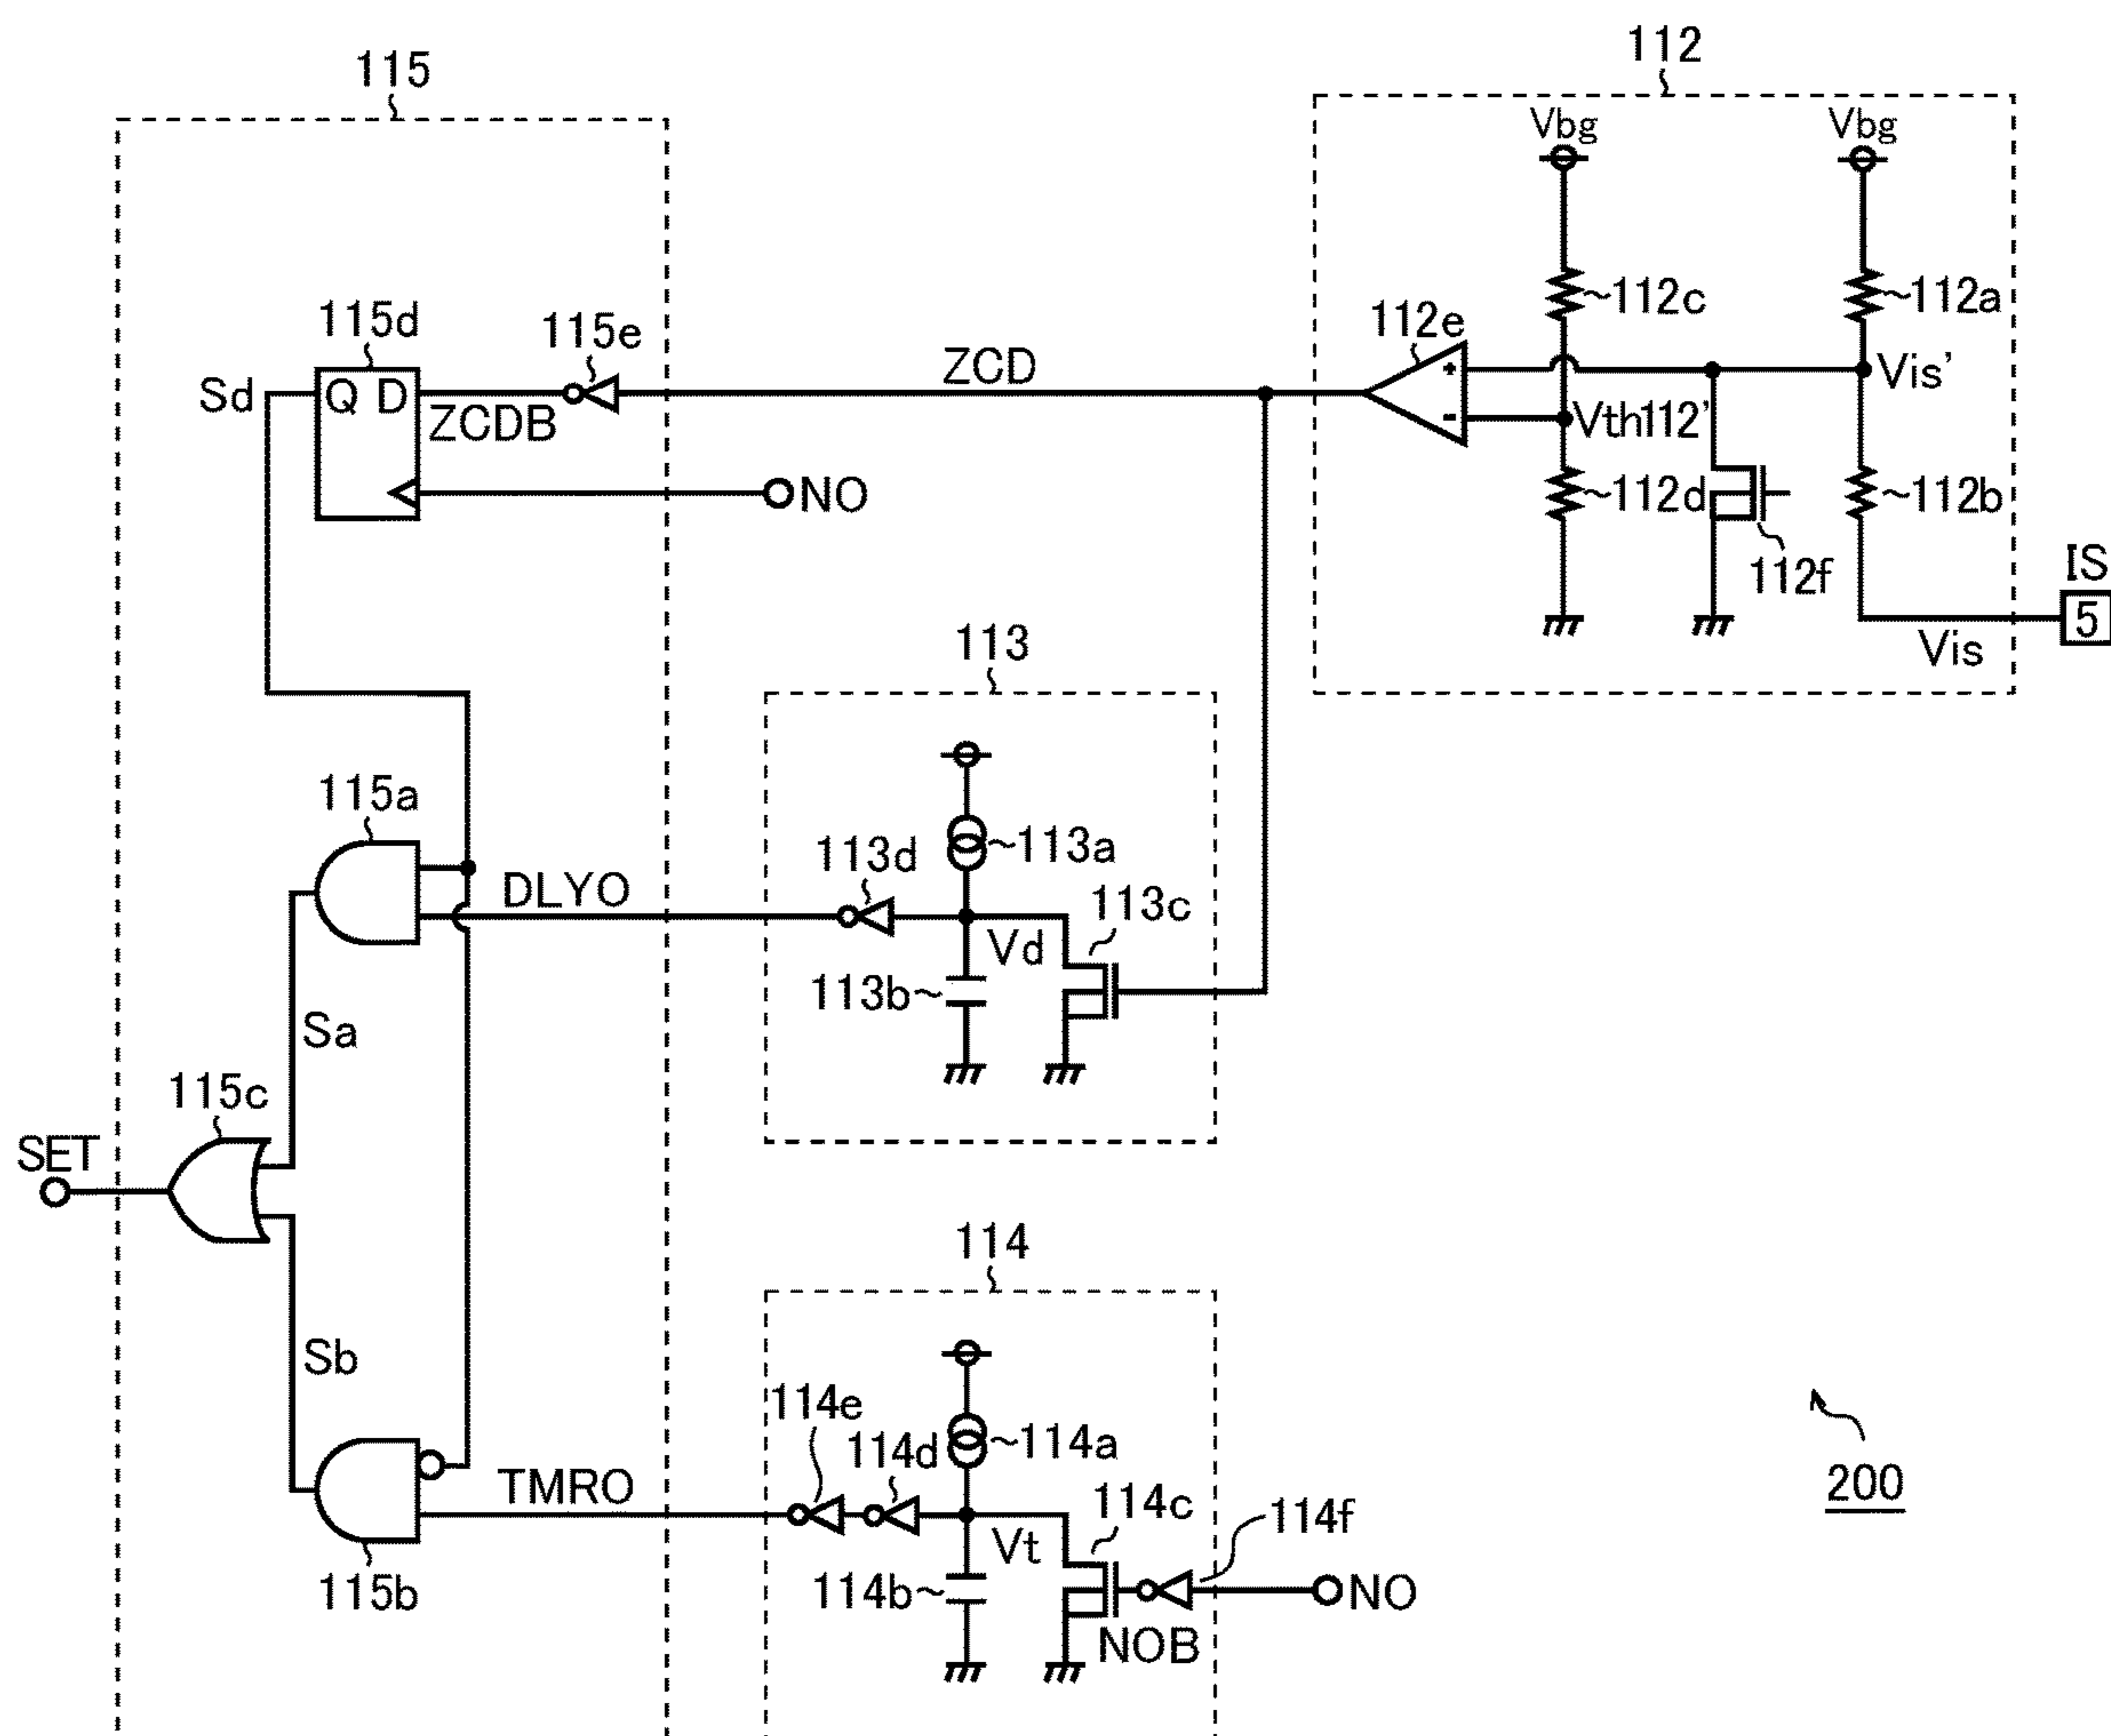 115
112
Vbg
Vbg
115d
115e
112e
112c
112a
Sd
Q D
ZCDB
ZCD
+
-
Vis'
Vth112'
NO
112d
112b
112f
IS
5
Vis
113
115a
113d
113a
113c
DLYO
Vd
113b
Sa
115c
SET
114
Sb
114e
114d
114a
114c
114f
TMRO
Vt
NO
115b
114b
NOB
200